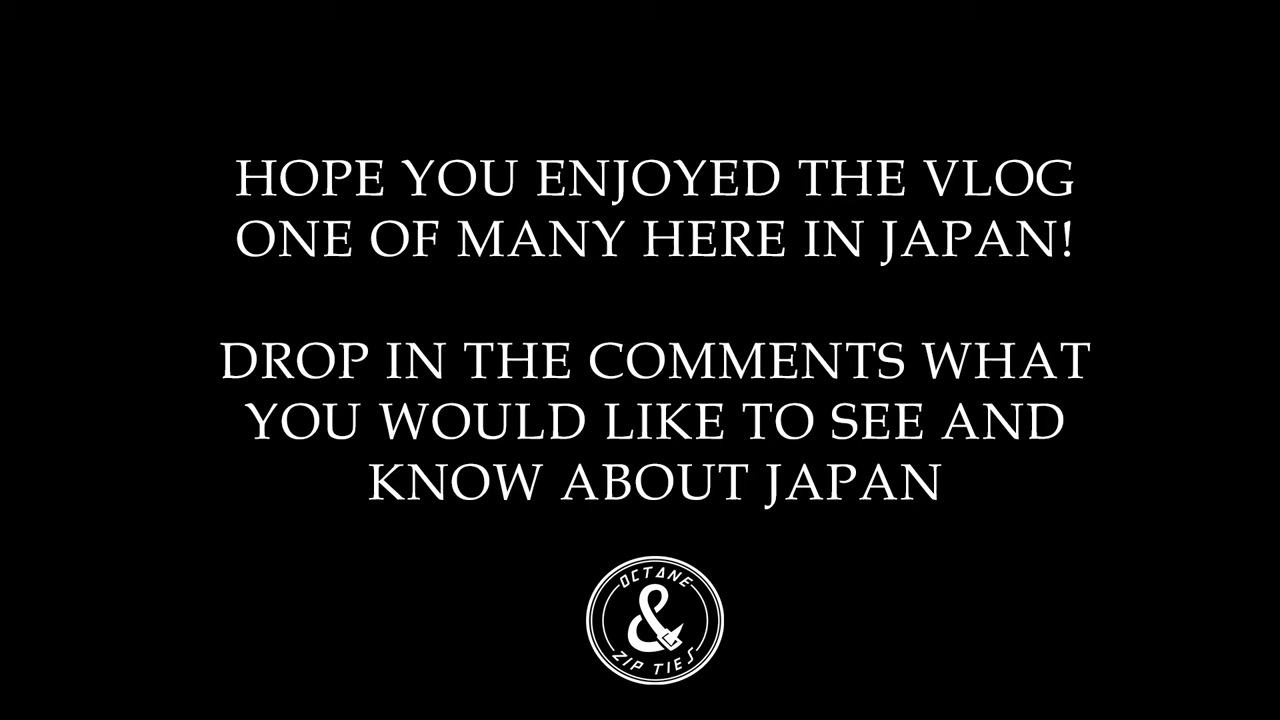 HOPE YOU ENJOYED THE VLOG
ONE OF MANY HERE IN JAPAN!
DROP IN THE COMMENTS WHAT
YOU WOULD LIKE TO SEE AND
KNOW ABOUT JAPAN
OCTANE
&
ZIP TIES